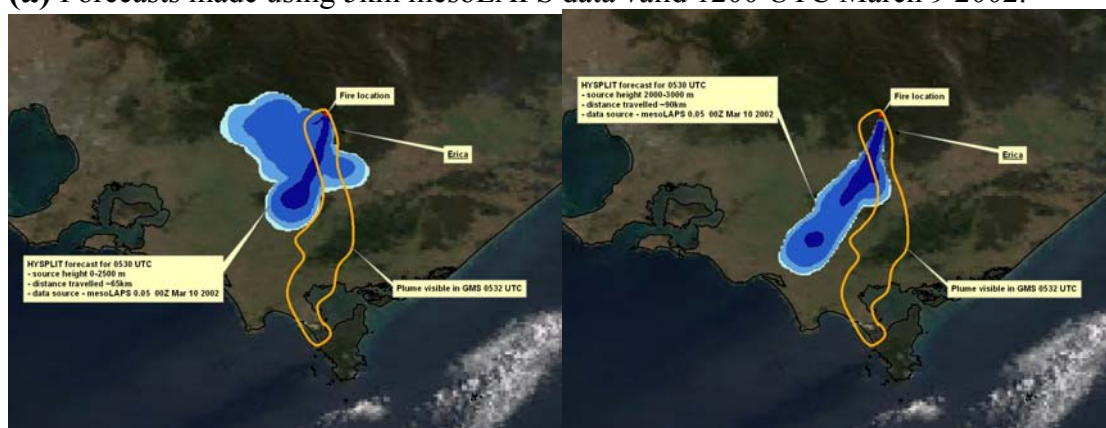 (a) Forecasts made using 5km mesoLAPS data valid 1200 UTC March 9 2002.
Fire location
Erica
HYSPLIT forecast for 0530 UTC
- source height 0-2500 m
- distance travelled ~65km
- data source - mesoLAPS 0.05 00Z Mar 10 2002
Plume visible in GMS 0532 UTC
HYSPLIT forecast for 0530 UTC
- source height 2000-3000 m
- distance travelled ~90km
- data source - mesoLAPS 0.05 00Z Mar 10 2002
Fire location
Erica
Plume visible in GMS 0532 UTC